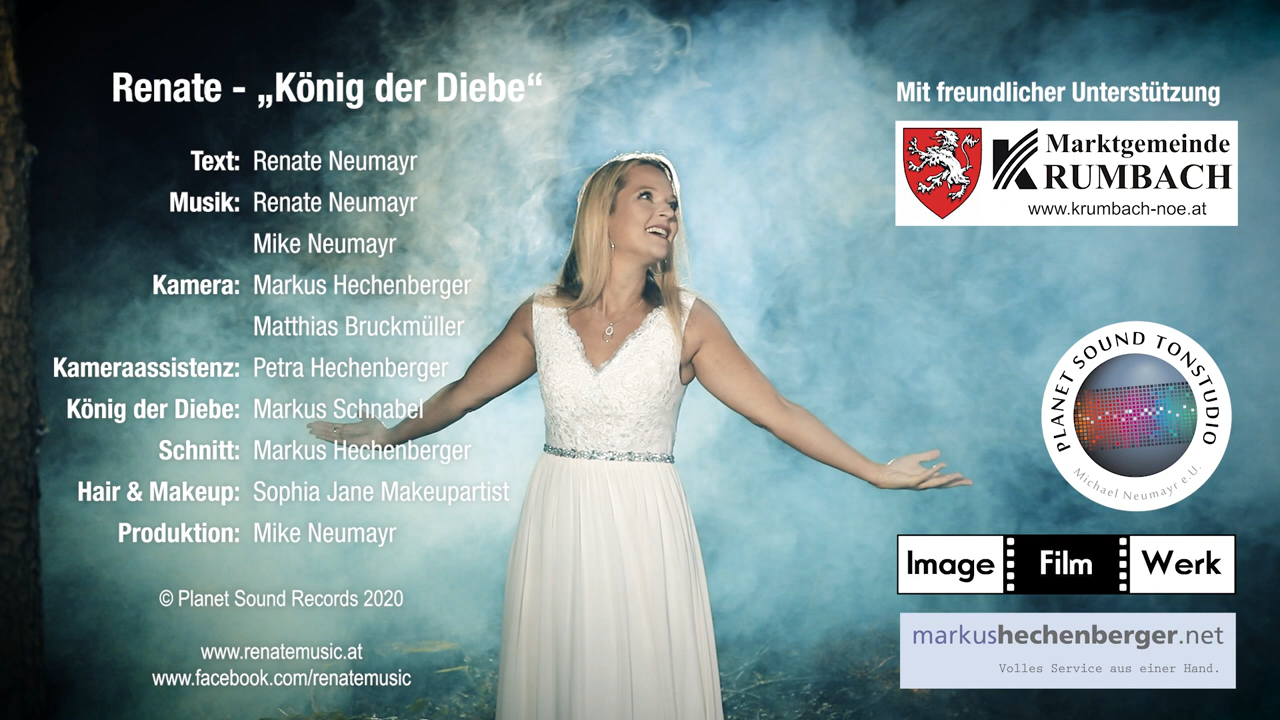 Renate - „König der Diebe“
Text: Renate Neumayr
Musik: Renate Neumayr
Mike Neumayr
Kamera: Markus Hechenberger
Matthias Bruckmüller
Kameraassistenz: Petra Hechenberger
König der Diebe: Markus Schnabel
Schnitt: Markus Hechenberger
Hair & Makeup: Sophia Jane Makeupartist
Produktion: Mike Neumayr
© Planet Sound Records 2020
www.renatemusic.at
www.facebook.com/renatemusic
Mit freundlicher Unterstützung
Marktgemeinde
KRUMBACH
www.krumbach-noe.at
PLANET SOUND TONSTUDIO
Michael Neumayr e.U.
Image Film Werk
markushechenberger.net
Volles Service aus einer Hand.